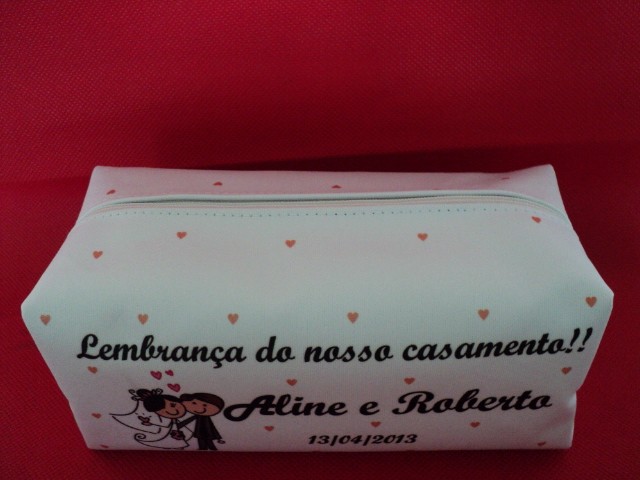 Lembrança do nosso casamento!!
Aline e Roberto
13/04/2013